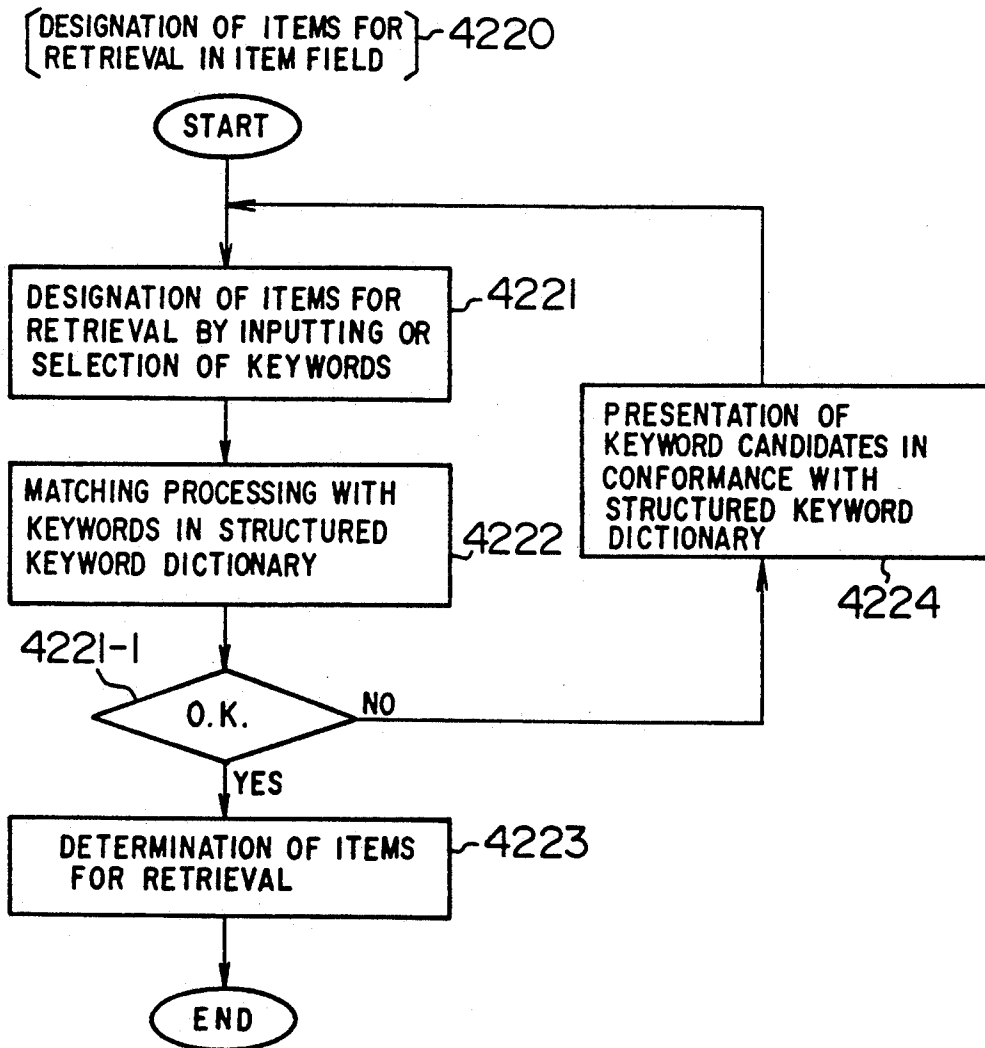 DESIGNATION OF ITEMS FOR
RETRIEVAL IN ITEM FIELD
4220
START
DESIGNATION OF ITEMS FOR
RETRIEVAL BY INPUTTING OR
SELECTION OF KEYWORDS
4221
MATCHING PROCESSING WITH
KEYWORDS IN STRUCTURED
KEYWORD DICTIONARY
4222
PRESENTATION OF
KEYWORD CANDIDATES IN
CONFORMANCE WITH
STRUCTURED KEYWORD
DICTIONARY
4224
4221-1
O.K.
NO
YES
DETERMINATION OF ITEMS
FOR RETRIEVAL
4223
END